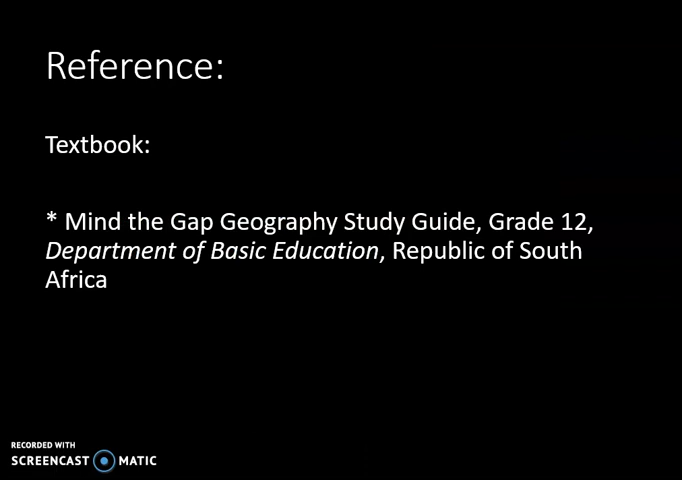 Reference:
Textbook:
* Mind the Gap Geography Study Guide, Grade 12,
Department of Basic Education, Republic of South
Africa
RECORDED WITH
SCREENCAST MATIC